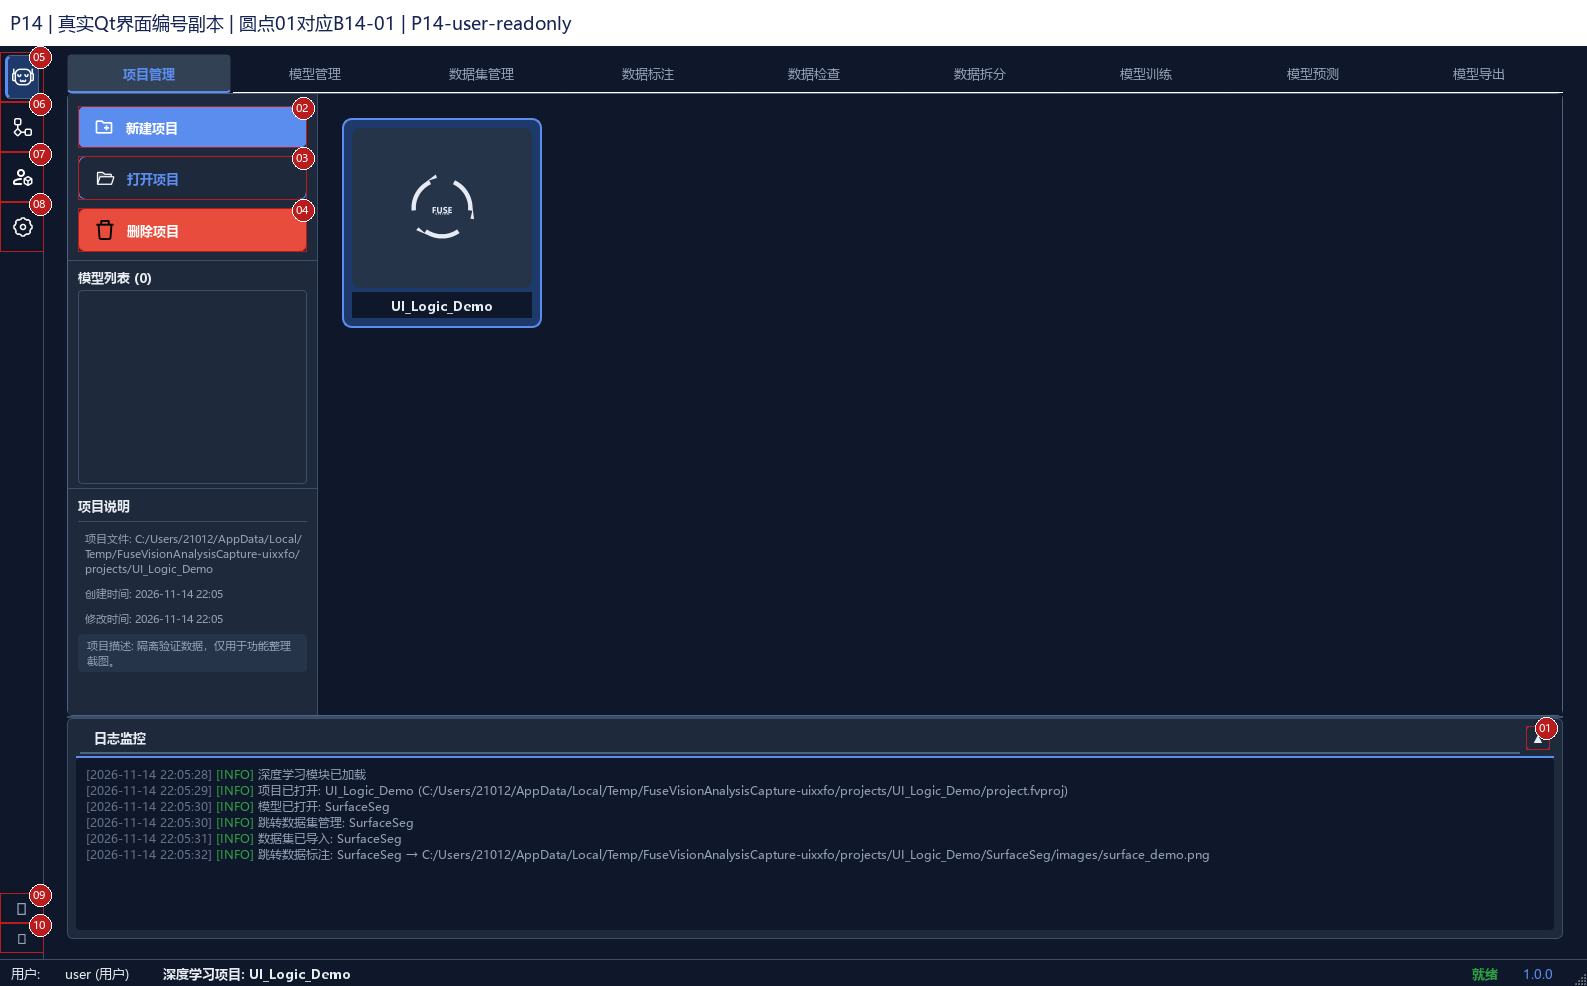 P14 | 真实Qt界面编号副本 | 圆点01对应B14-01 | P14-user-readonly
05
06
07
08
项目管理
模型管理
数据集管理
数据标注
数据检查
数据拆分
模型训练
模型预测
模型导出
02
新建项目
03
打开项目
04
删除项目
模型列表 (0)
FUSE
UI_Logic_Demo
项目说明
项目文件: C:/Users/21012/AppData/Local/
Temp/FuseVisionAnalysisCapture-uixxfo/
projects/UI_Logic_Demo
创建时间: 2026-11-14 22:05
修改时间: 2026-11-14 22:05
项目描述: 隔离验证数据，仅用于功能整理
截图。
日志监控
01
[2026-11-14 22:05:28] [INFO] 深度学习模块已加载
[2026-11-14 22:05:29] [INFO] 项目已打开: UI_Logic_Demo (C:/Users/21012/AppData/Local/Temp/FuseVisionAnalysisCapture-uixxfo/projects/UI_Logic_Demo/project.fvproj)
[2026-11-14 22:05:30] [INFO] 模型已打开: SurfaceSeg
[2026-11-14 22:05:30] [INFO] 跳转数据集管理: SurfaceSeg
[2026-11-14 22:05:31] [INFO] 数据集已导入: SurfaceSeg
[2026-11-14 22:05:32] [INFO] 跳转数据标注: SurfaceSeg → C:/Users/21012/AppData/Local/Temp/FuseVisionAnalysisCapture-uixxfo/projects/UI_Logic_Demo/SurfaceSeg/images/surface_demo.png
09
10
用户:
user (用户)
深度学习项目: UI_Logic_Demo
就绪
1.0.0